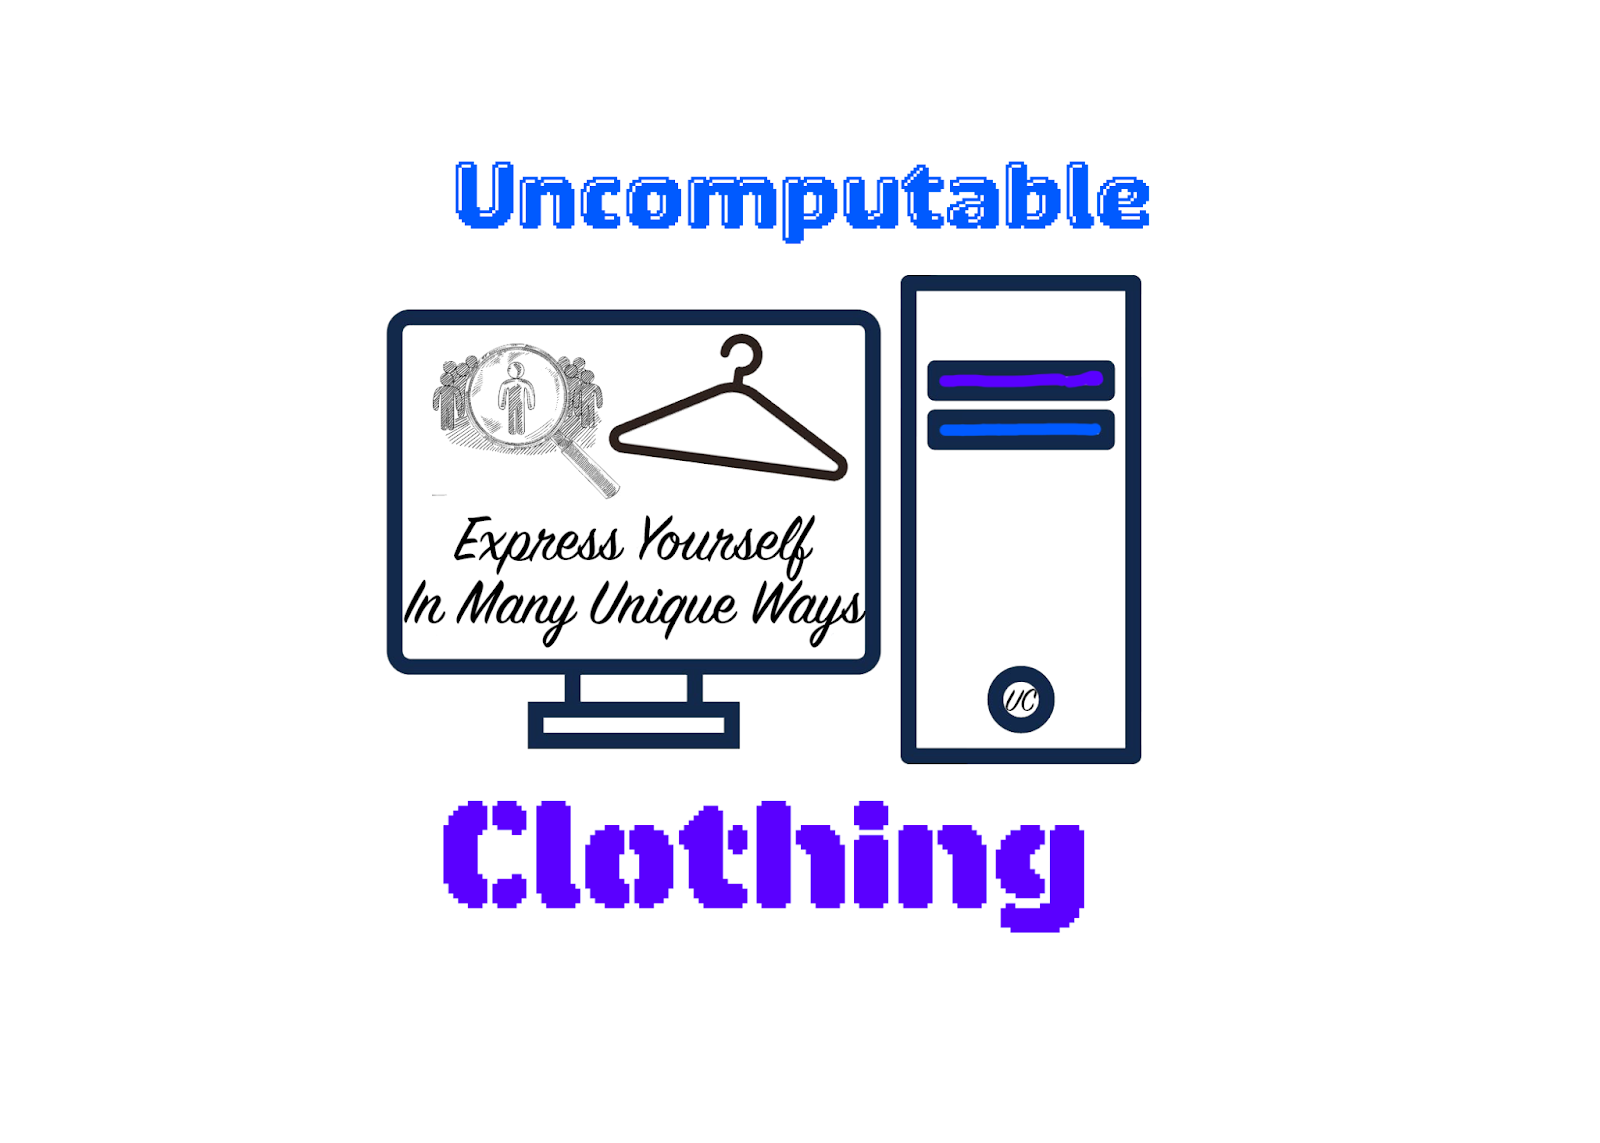 Uncomputable
Express Yourself
In Many Unique Ways
UC
Clothing